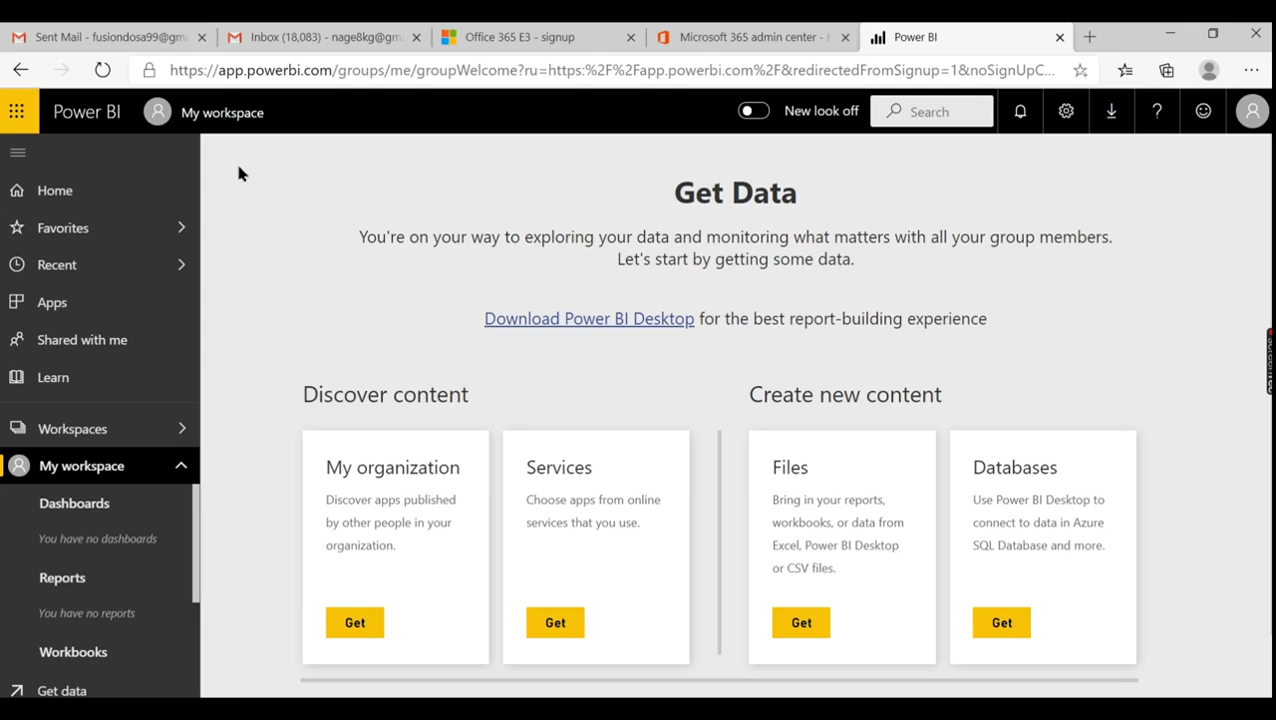 Sent Mail - fusiondosa99@gm
Inbox (18,083) - nage8kg@gm
Office 365 E3 - signup
Microsoft 365 admin center - H
Power BI
https://app.powerbi.com/groups/me/groupWelcome?ru=https:%2F%2Fapp.powerbi.com%2F&redirectedFromSignup=1&noSignUpC...
Power BI
My workspace
New look off
Search
Home
Favorites
Recent
Apps
Shared with me
Learn
Workspaces
My workspace
Dashboards
You have no dashboards
Reports
You have no reports
Workbooks
Get data
Get Data
You're on your way to exploring your data and monitoring what matters with all your group members.
Let's start by getting some data.
Download Power BI Desktop for the best report-building experience
Discover content
My organization
Discover apps published
by other people in your
organization.
Get
Services
Choose apps from online
services that you use.
Get
Create new content
Files
Bring in your reports,
workbooks, or data from
Excel, Power BI Desktop
or CSV files.
Get
Databases
Use Power BI Desktop to
connect to data in Azure
SQL Database and more.
Get